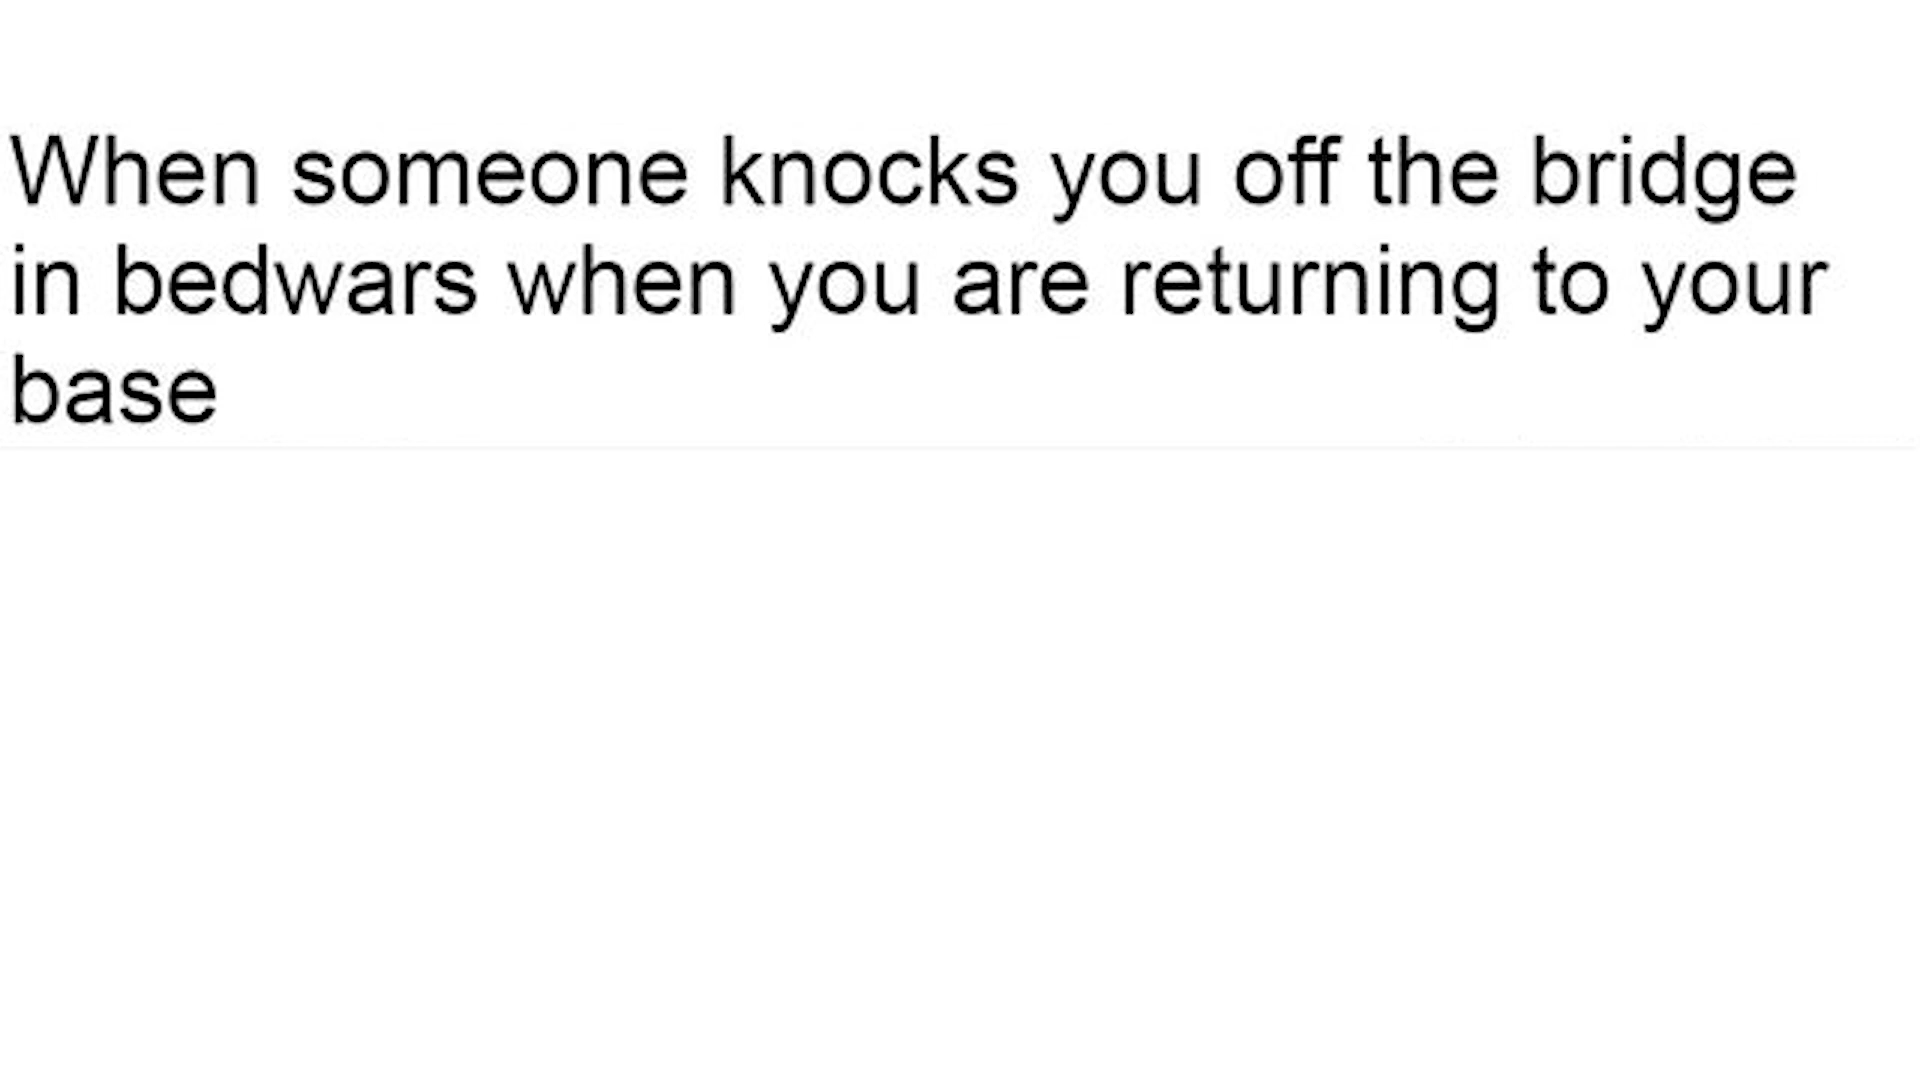 When someone knocks you off the bridge
in bedwars when you are returning to your
base